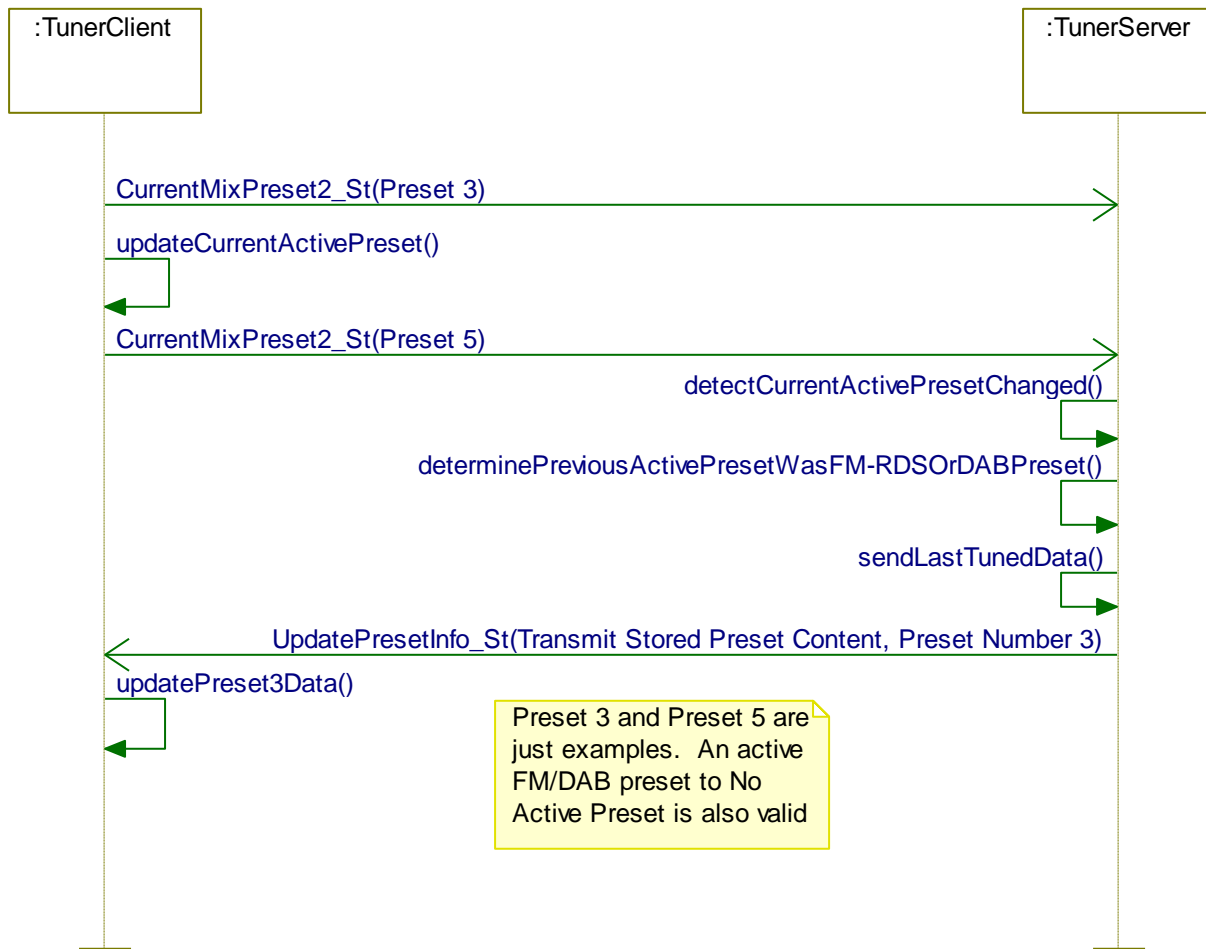 :TunerClient
:TunerServer
CurrentMixPreset2_St(Preset 3)
updateCurrentActivePreset()
CurrentMixPreset2_St(Preset 5)
detectCurrentActivePresetChanged()
determinePreviousActivePresetWasFM-RDSOrDABPreset()
sendLastTunedData()
UpdatePresetInfo_St(Transmit Stored Preset Content, Preset Number 3)
updatePreset3Data()
Preset 3 and Preset 5 are
just examples.  An active
FM/DAB preset to No
Active Preset is also valid